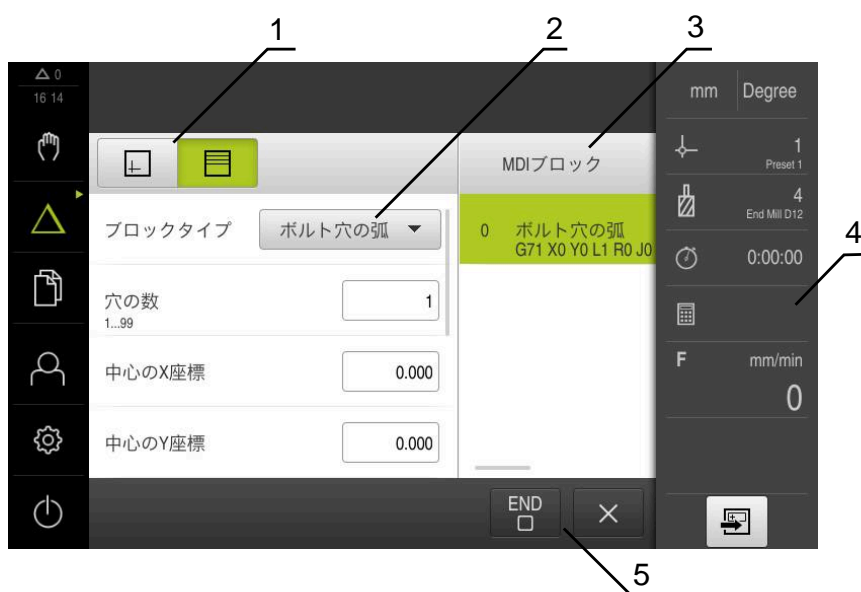 1
2
3
0
16 14
mm Degree
1
Preset 1
MDIブロック
4
End Mill D12
ブロックタイプ
ボルト穴の弧
0 ボルト穴の弧
G71 X0 Y0 L1 R0 J0
4
0:00:00
穴の数
1...99
1
F mm/min
0
中心のX座標
0.000
中心のY座標
0.000
END
5